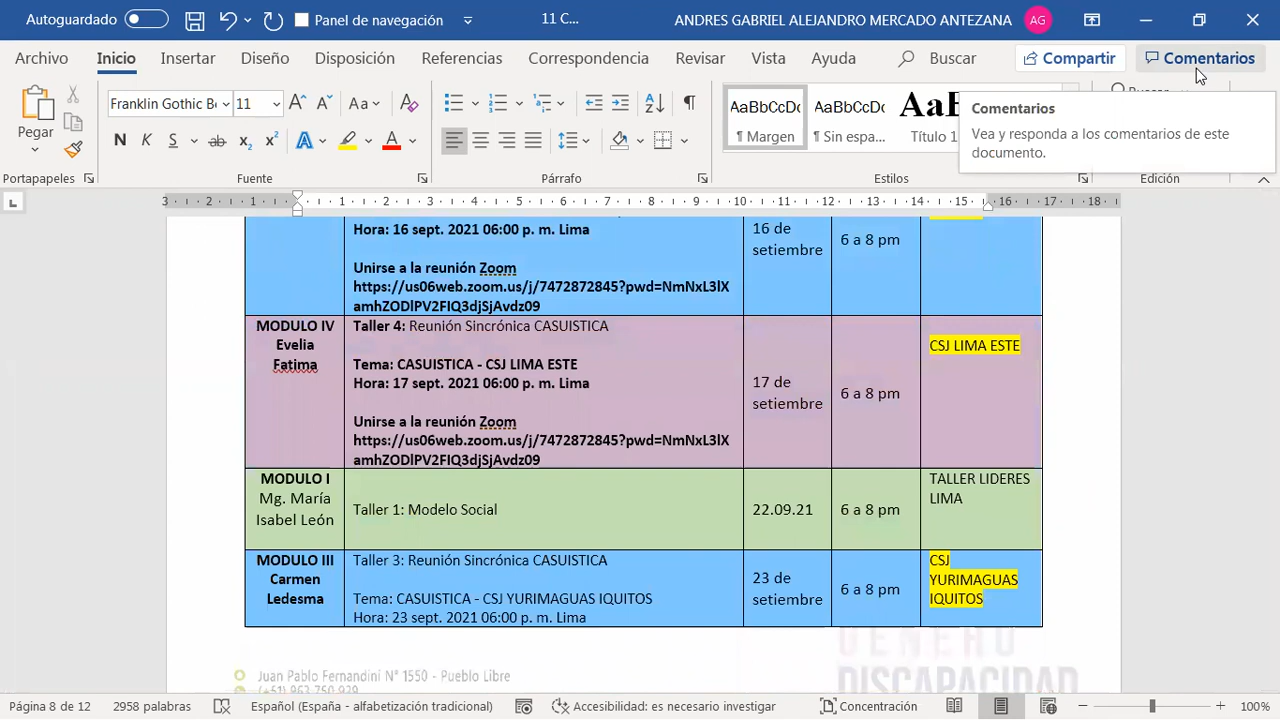 Autoguardado
Panel de navegación
11 C...
ANDRES GABRIEL ALEJANDRO MERCADO ANTEZANA
AG
Archivo
Inicio
Insertar
Diseño
Disposición
Referencias
Correspondencia
Revisar
Vista
Ayuda
Buscar
Compartir
Comentarios
Pegar
Franklin Gothic B
11
Portapapeles
Fuente
Párrafo
AaBbCcDc
¶ Margen
AaBbCcDc
¶ Sin espa...
Título 1
Estilos
Edición
Comentarios
Vea y responda a los comentarios de este
documento.
Hora: 16 sept. 2021 06:00 p. m. Lima
Unirse a la reunión Zoom
https://us06web.zoom.us/j/7472872845?pwd=NmNxL3lX
amhZODlPV2FIQ3djSjAvdz09
16 de
setiembre
6 a 8 pm
MODULO IV
Evelia
Fatima
Taller 4: Reunión Sincrónica CASUISTICA
Tema: CASUISTICA - CSJ LIMA ESTE
Hora: 17 sept. 2021 06:00 p. m. Lima
Unirse a la reunión Zoom
https://us06web.zoom.us/j/7472872845?pwd=NmNxL3lX
amhZODlPV2FIQ3djSjAvdz09
17 de
setiembre
6 a 8 pm
CSJ LIMA ESTE
MODULO I
Mg. María
Isabel León
Taller 1: Modelo Social
22.09.21
6 a 8 pm
TALLER LIDERES
LIMA
MODULO III
Carmen
Ledesma
Taller 3: Reunión Sincrónica CASUISTICA
Tema: CASUISTICA - CSJ YURIMAGUAS IQUITOS
Hora: 23 sept. 2021 06:00 p. m. Lima
23 de
setiembre
6 a 8 pm
CSJ
YURIMAGUAS
IQUITOS
GENERO
DISCAPACIDAD
Juan Pablo Fernandini N° 1550 - Pueblo Libre
(+51) 963 750 929
Página 8 de 12
2958 palabras
Español (España, alfabetización tradicional)
Accesibilidad: es necesario investigar
Concentración
100%